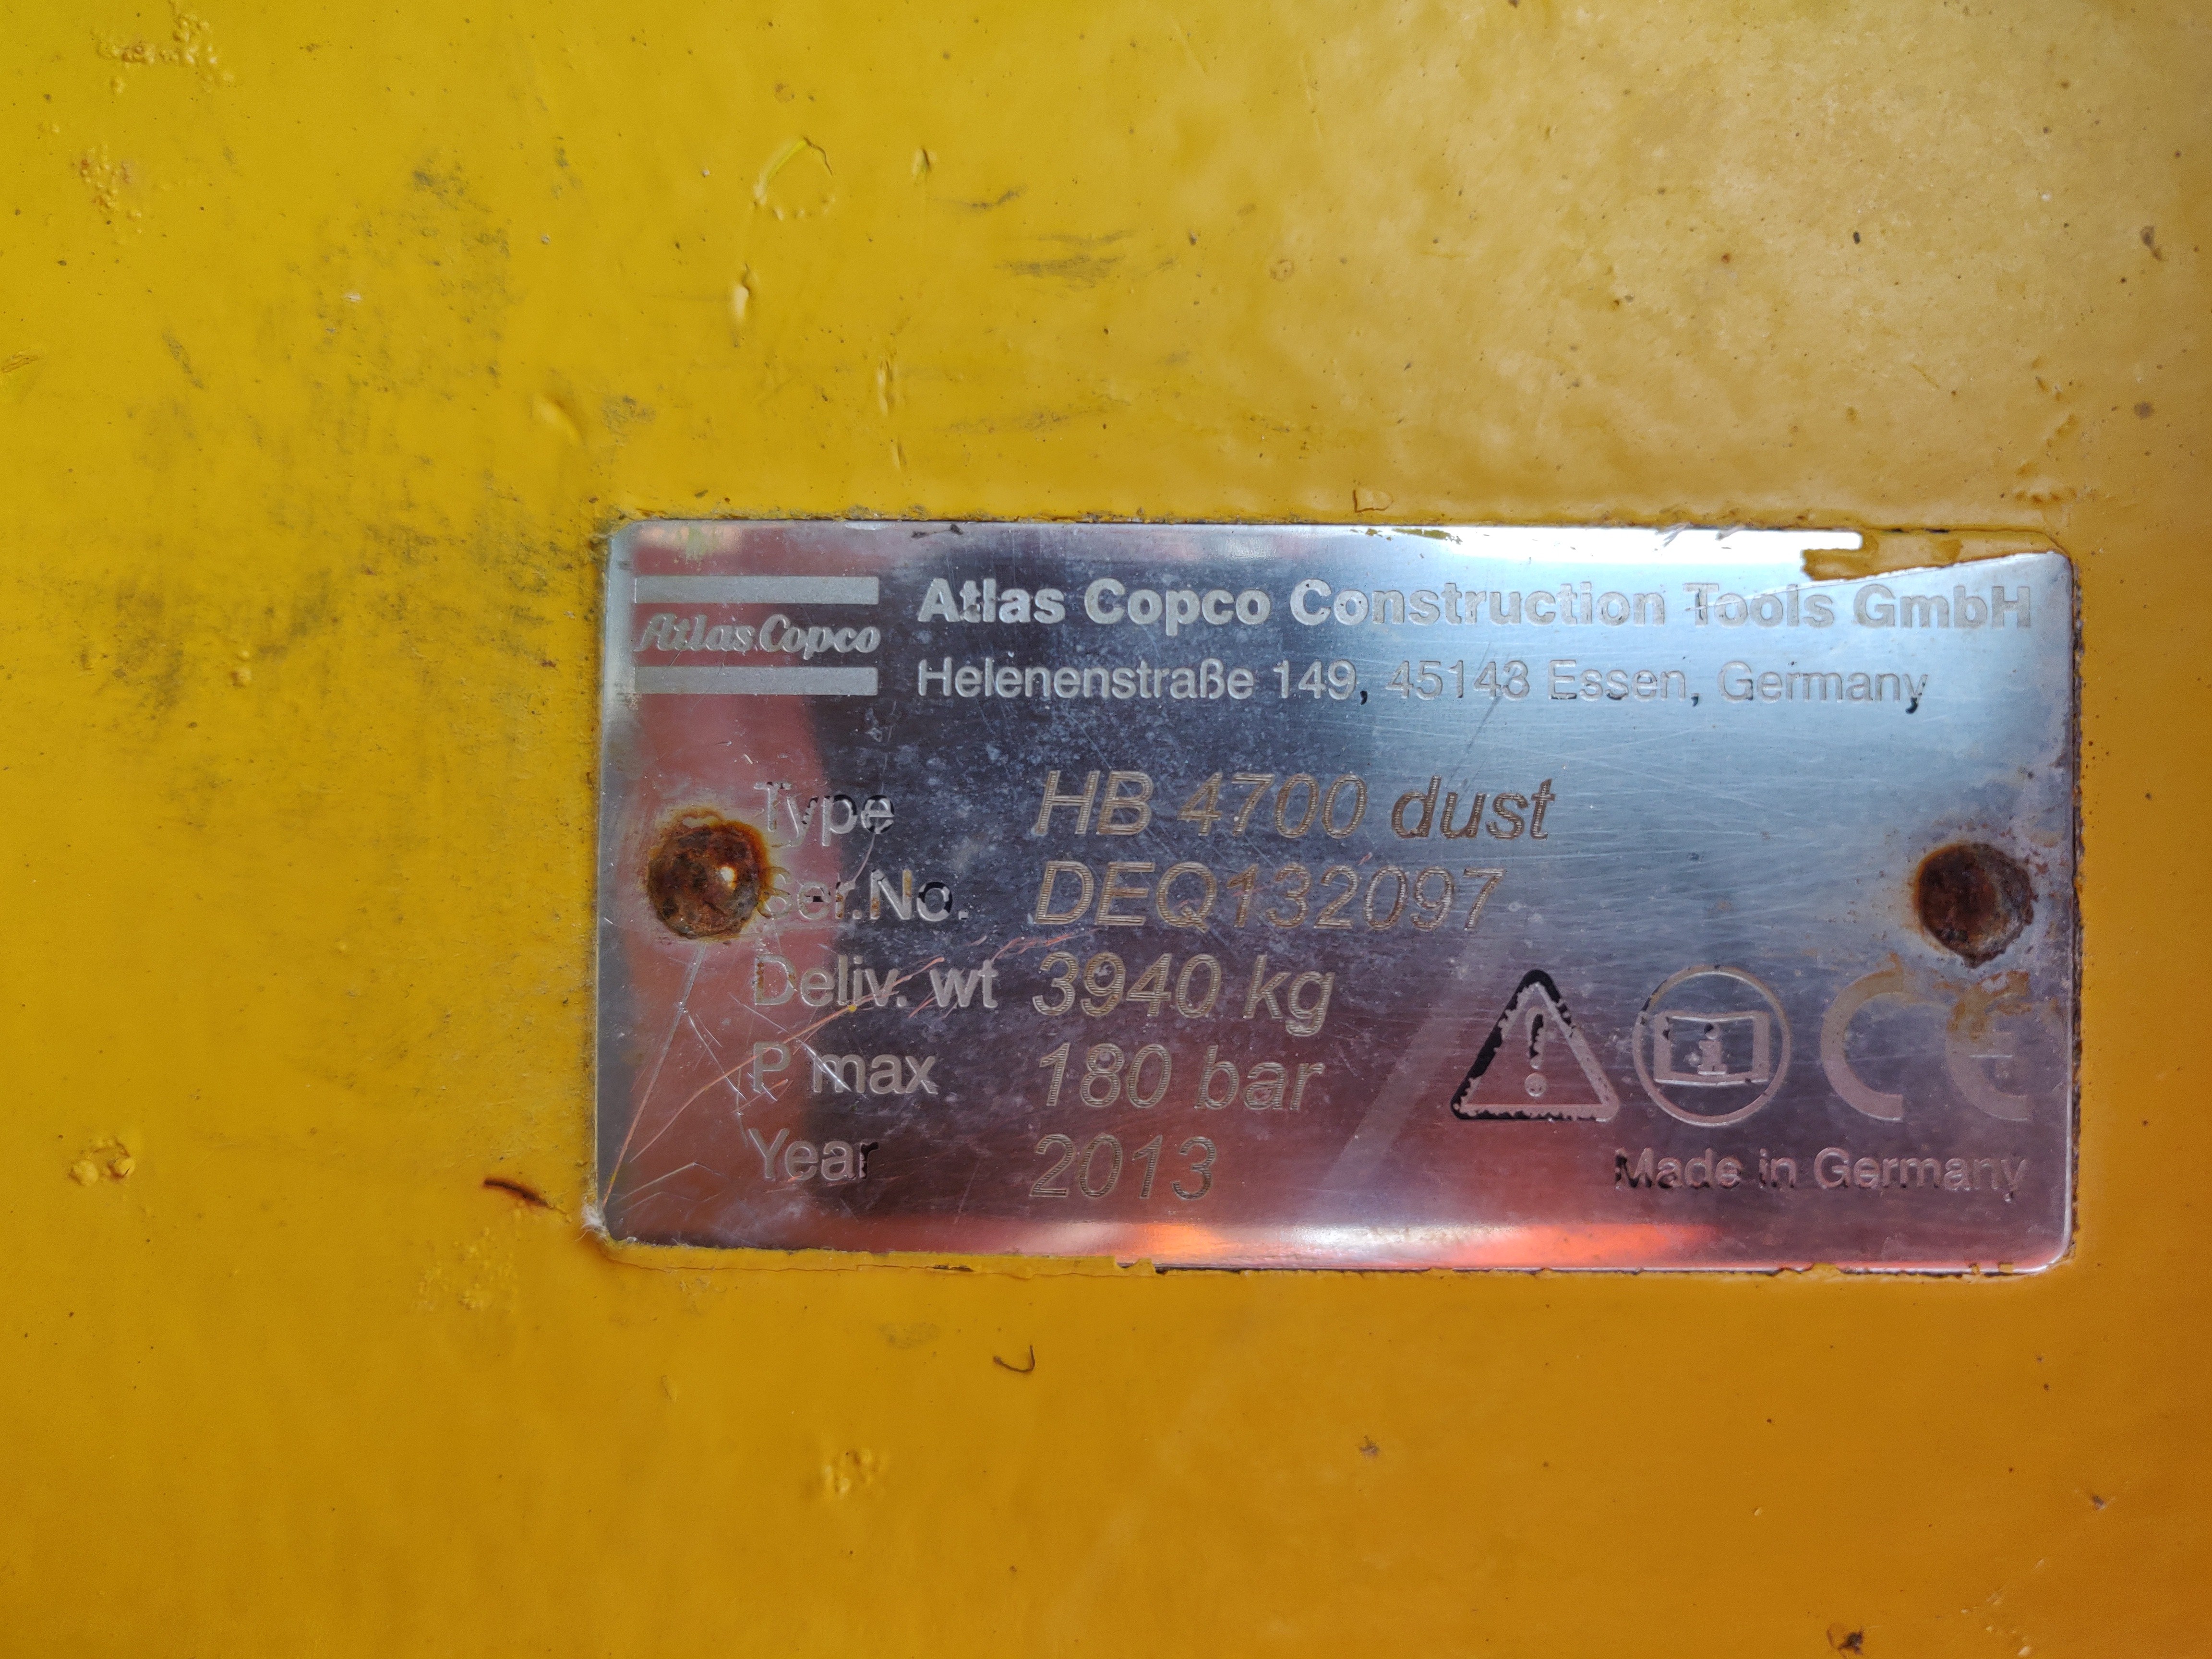 Atlas Copco
Atlas Copco Construction Tools GmbH
Helenenstraße 149, 45143 Essen, Germany
Type HB 4700 dust
Ser.No. DEQ132097
Deliv. wt 3940 kg
P max 180 bar
Year 2013
CE
Made in Germany